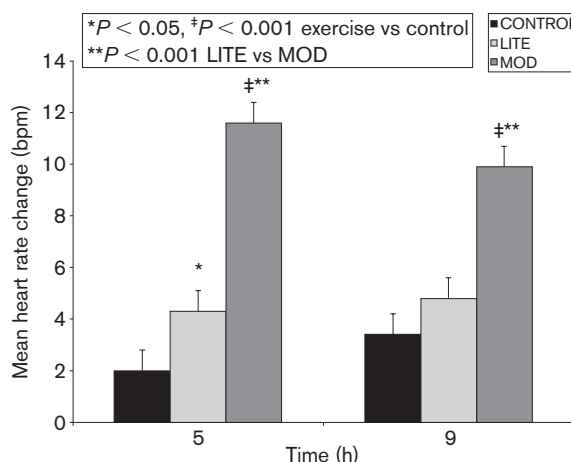 *P < 0.05, ‡P < 0.001 exercise vs control
**P < 0.001 LITE vs MOD
CONTROL
LITE
MOD
Mean heart rate change (bpm)
14
12
10
8
6
4
2
0
*
‡**
‡**
5
9
Time (h)